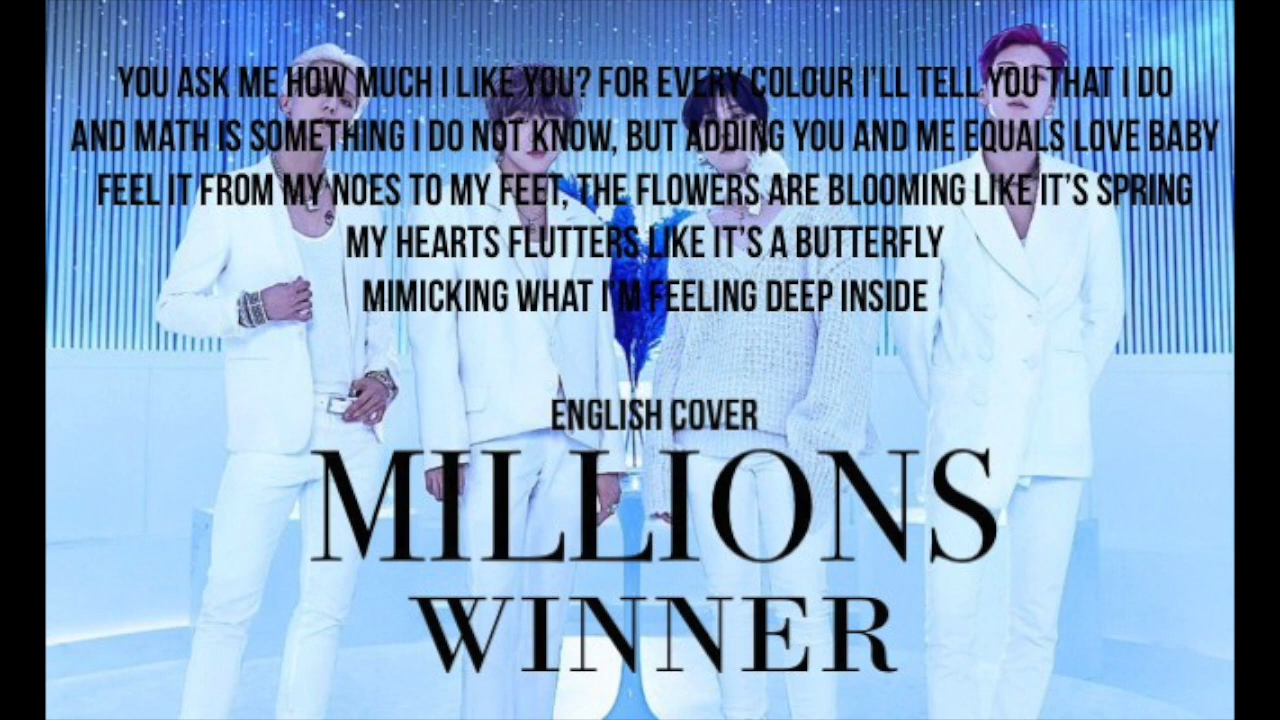 YOU ASK ME HOW MUCH I LIKE YOU? FOR EVERY COLOUR I'LL TELL YOU THAT I DO
AND MATH IS SOMETHING I DO NOT KNOW, BUT ADDING YOU AND ME EQUALS LOVE BABY
FEEL IT FROM MY NOES TO MY FEET, THE FLOWERS ARE BLOOMING LIKE IT'S SPRING
MY HEARTS FLUTTERS LIKE IT'S A BUTTERFLY
MIMICKING WHAT I'M FEELING DEEP INSIDE
ENGLISH COVER
MILLIONS
WINNER